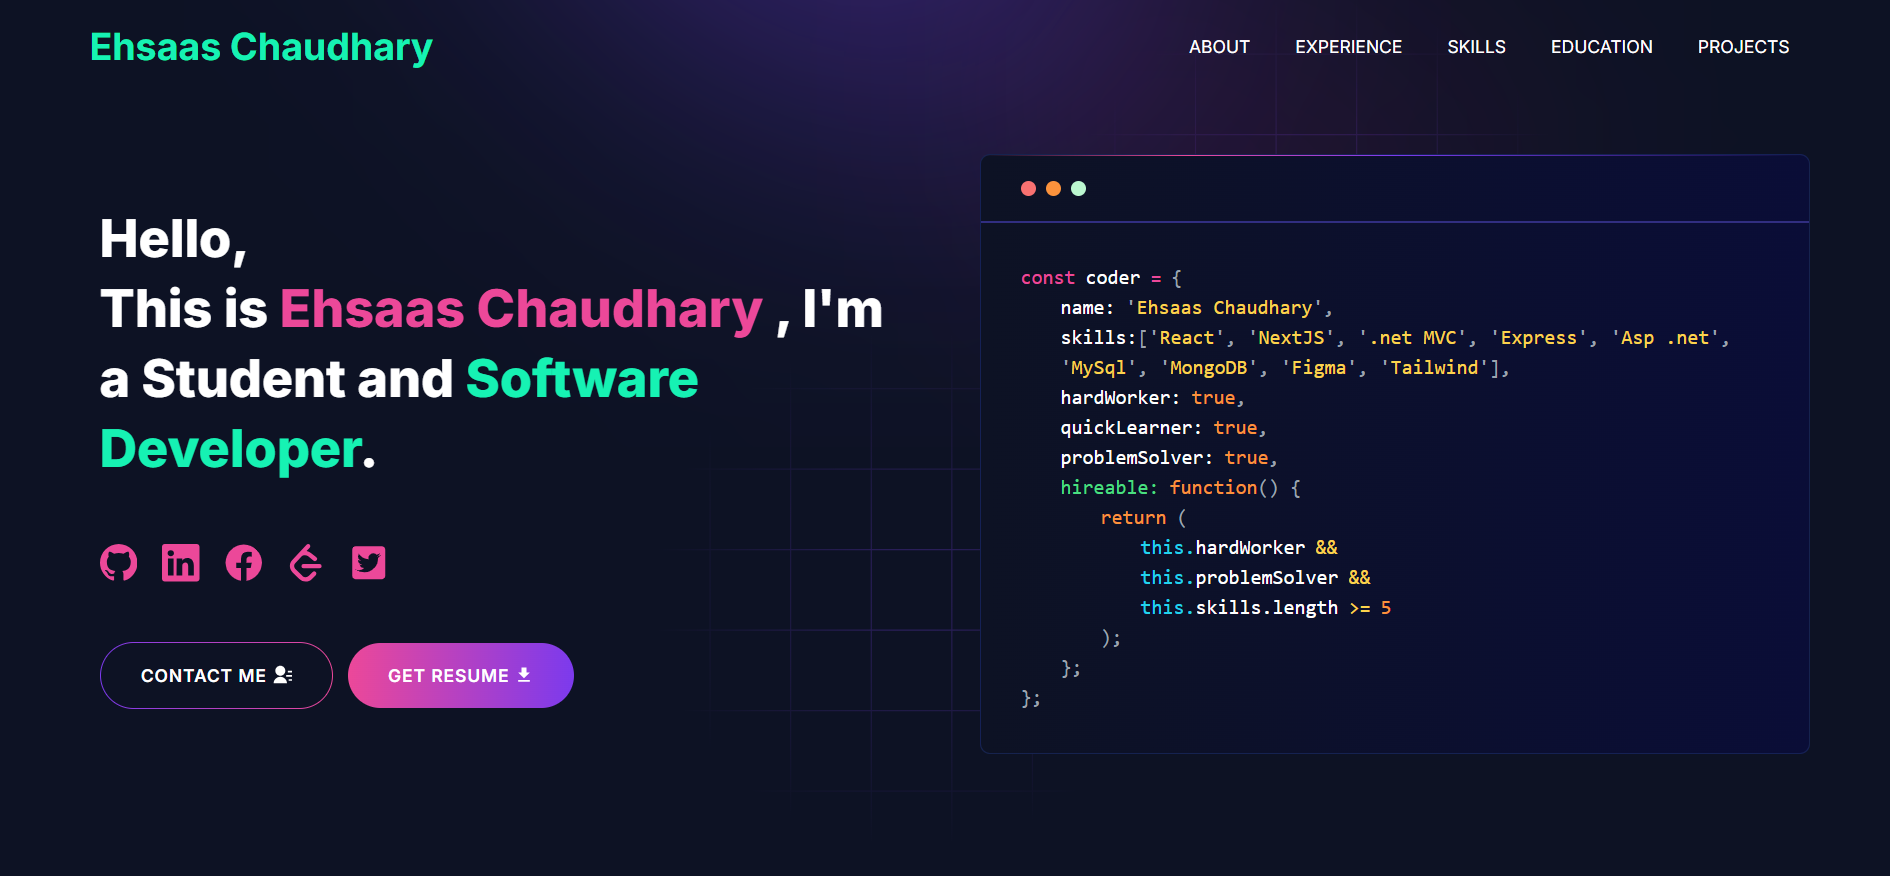 Ehsaas Chaudhary
ABOUT
EXPERIENCE
SKILLS
EDUCATION
PROJECTS
Hello,
This is Ehsaas Chaudhary , I'm
a Student and Software
Developer.
CONTACT ME
GET RESUME
const coder = {
name: 'Ehsaas Chaudhary',
skills:['React', 'NextJS', '.net MVC', 'Express', 'Asp .net',
'MySql', 'MongoDB', 'Figma', 'Tailwind'],
hardWorker: true,
quickLearner: true,
problemSolver: true,
hireable: function() {
return (
this.hardWorker &&
this.problemSolver &&
this.skills.length >= 5
);
};
};